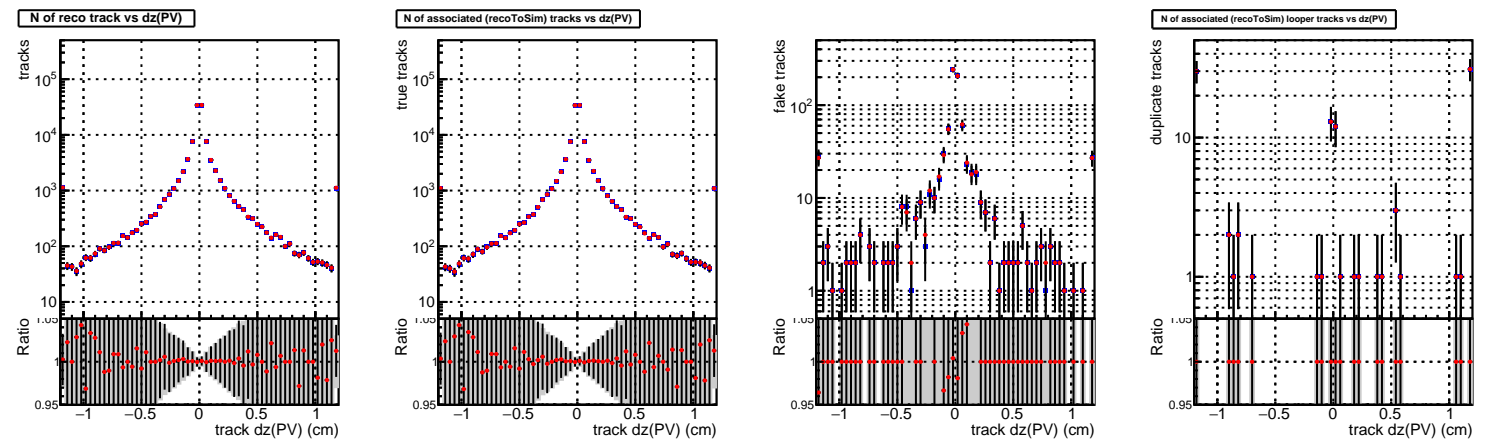 N of reco track vs dz(PV)
tracks
10^5
10^4
10^3
10^2
10
Ratio
1.05
1
0.95
−1 −0.5 0 0.5 1
track dz(PV) (cm)
N of associated (recoToSim) tracks vs dz(PV)
true tracks
10^5
10^4
10^3
10^2
10
Ratio
1.05
1
0.95
−1 −0.5 0 0.5 1
track dz(PV) (cm)
fake tracks
10^2
10
1
Ratio
1.05
1
0.95
−1 −0.5 0 0.5 1
track dz(PV) (cm)
N of associated (recoToSim) looper tracks vs dz(PV)
duplicate tracks
10
1
Ratio
1.05
1
0.95
−1 −0.5 0 0.5 1
track dz(PV) (cm)